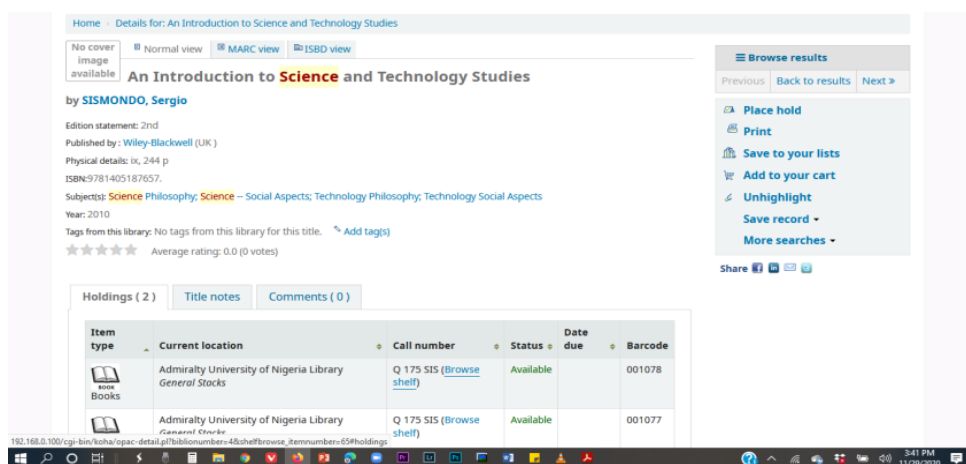 Home › Details for: An Introduction to Science and Technology Studies
No cover image available
Normal view MARC view ISBD view
An Introduction to Science and Technology Studies
by SISMONDO, Sergio
Edition statement: 2nd
Published by : Wiley-Blackwell (UK )
Physical details: ix, 244 p
ISBN:9781405187657.
Subject(s): Science Philosophy; Science -- Social Aspects; Technology Philosophy; Technology Social Aspects
Year: 2010
Tags from this library: No tags from this library for this title. Add tag(s)
Average rating: 0.0 (0 votes)
Browse results
Previous Back to results Next »
Place hold
Print
Save to your lists
Add to your cart
Unhighlight
Save record
More searches
Share
Holdings ( 2 ) Title notes Comments ( 0 )
Item type Current location Call number Status Date due Barcode
BOOK
Books Admiralty University of Nigeria Library General Stacks Q 175 SIS (Browse shelf) Available 001078
Admiralty University of Nigeria Library General Stacks Q 175 SIS (Browse shelf) Available 001077
192.168.0.100/cgi-bin/koha/opac-detail.pl?biblionumber=4&shelfbrowse_itemnumber=65#holdings
3:41 PM
11/20/2020